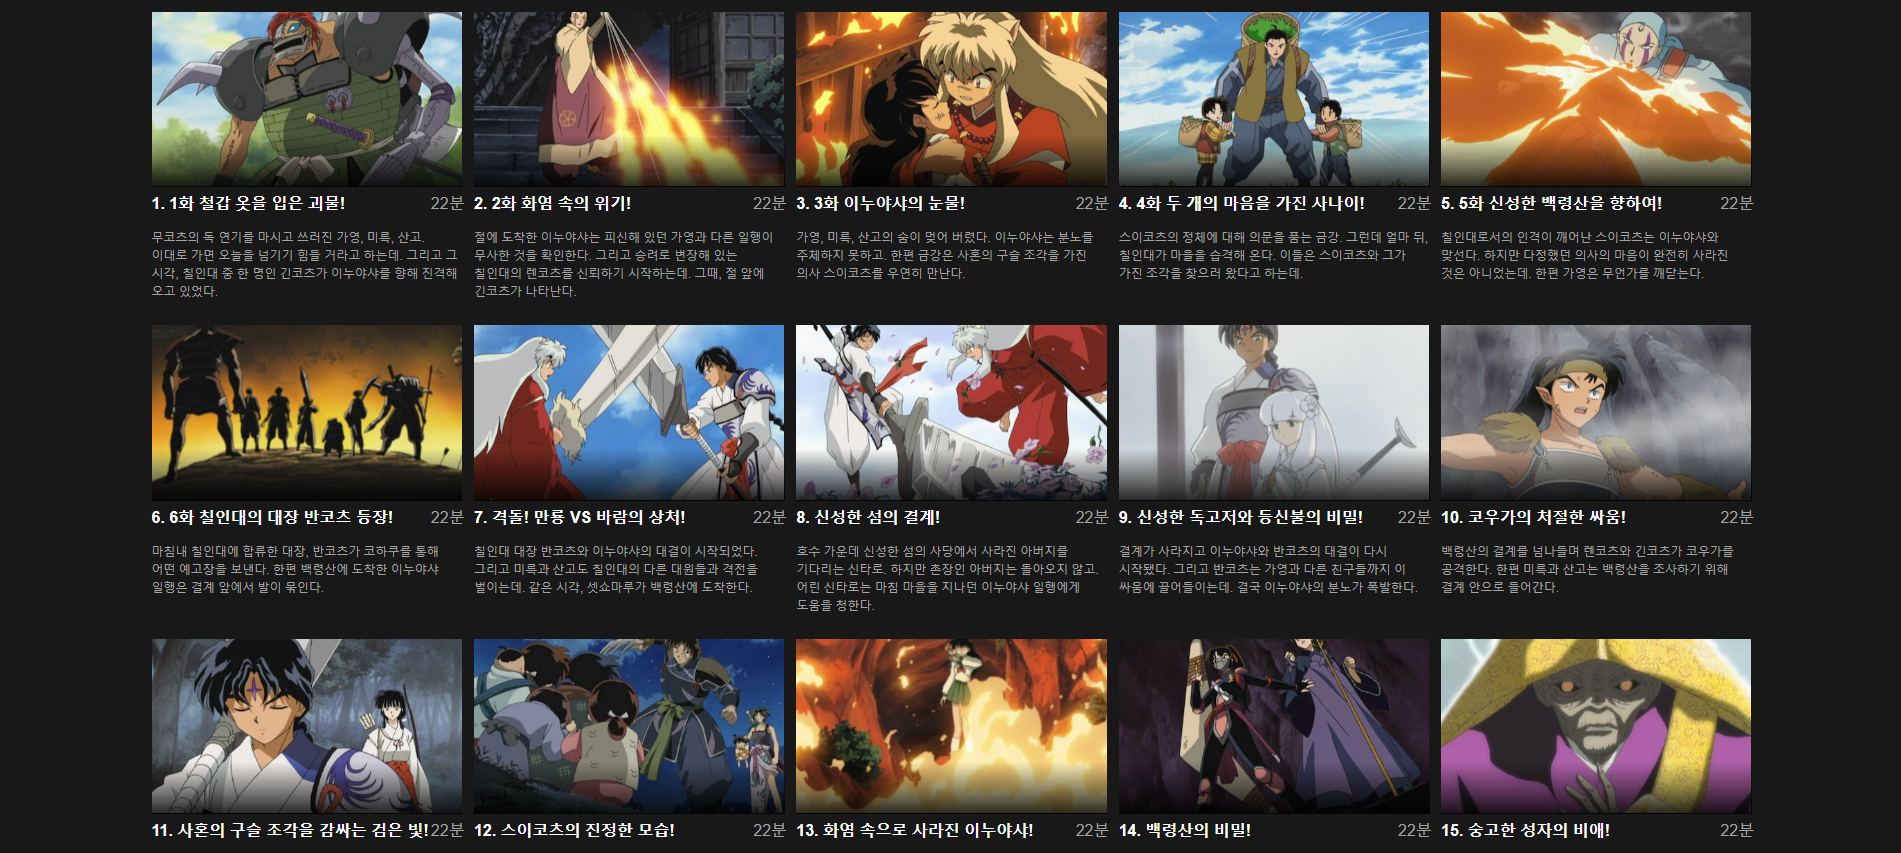 1. 1화 철갑 옷을 입은 괴물! 22분
무코츠의 독 연기를 마시고 쓰러진 가영, 미륵, 산고.
이대로 가면 오늘을 넘기기 힘들 거라고 하는데. 그리고 그
시각, 칠인대 중 한 명인 긴코츠가 이누야샤를 향해 진격해
오고 있었다.
2. 2화 화염 속의 위기! 22분
절에 도착한 이누야샤는 피신해 있던 가영과 다른 일행이
무사한 것을 확인한다. 그리고 승려로 변장해 있는
칠인대의 렌코츠를 신뢰하기 시작하는데. 그때, 절 앞에
긴코츠가 나타난다.
3. 3화 이누야샤의 눈물! 22분
가영, 미륵, 산고의 숨이 멎어 버렸다. 이누야샤는 분노를
주체하지 못하고. 한편 금강은 사혼의 구슬 조각을 가진
의사 스이코츠를 우연히 만난다.
4. 4화 두 개의 마음을 가진 사나이! 22분
스이코츠의 정체에 대해 의문을 품는 금강. 그런데 얼마 뒤,
칠인대가 마을을 습격해 온다. 이들은 스이코츠와 그가
가진 조각을 찾으러 왔다고 하는데.
5. 5화 신성한 백령산을 향하여! 22분
칠인대로서의 인격이 깨어난 스이코츠는 이누야샤와
맞선다. 하지만 다정했던 의사의 마음이 완전히 사라진
것은 아니었는데. 한편 가영은 무언가를 깨닫는다.
6. 6화 칠인대의 대장 반코츠 등장! 22분
마침내 칠인대에 합류한 대장, 반코츠가 코하쿠를 통해
어떤 예고장을 보낸다. 한편 백령산에 도착한 이누야샤
일행은 결계 앞에서 발이 묶인다.
7. 격돌! 만룡 VS 바람의 상처! 22분
칠인대 대장 반코츠와 이누야샤의 대결이 시작되었다.
그리고 미륵과 산고도 칠인대의 다른 대원들과 격전을
벌이는데. 같은 시각, 셋쇼마루가 백령산에 도착한다.
8. 신성한 섬의 결계! 22분
호수 가운데 신성한 섬의 사당에서 사라진 아버지를
기다리는 신타로. 하지만 촌장인 아버지는 돌아오지 않고.
어린 신타로는 마침 마을을 지나던 이누야샤 일행에게
도움을 청한다.
9. 신성한 독고저와 등신불의 비밀! 22분
결계가 사라지고 이누야샤와 반코츠의 대결이 다시
시작됐다. 그리고 반코츠는 가영과 다른 친구들까지 이
싸움에 끌어들이는데. 결국 이누야샤의 분노가 폭발한다.
10. 코우가의 처절한 싸움! 22분
백령산의 결계를 넘나들며 렌코츠와 긴코츠가 코우가를
공격한다. 한편 미륵과 산고는 백령산을 조사하기 위해
결계 안으로 들어간다.
11. 사혼의 구슬 조각을 감싸는 검은 빛! 22분
12. 스이코츠의 진정한 모습! 22분
13. 화염 속으로 사라진 이누야샤! 22분
14. 백령산의 비밀! 22분
15. 숭고한 성자의 비애! 22분